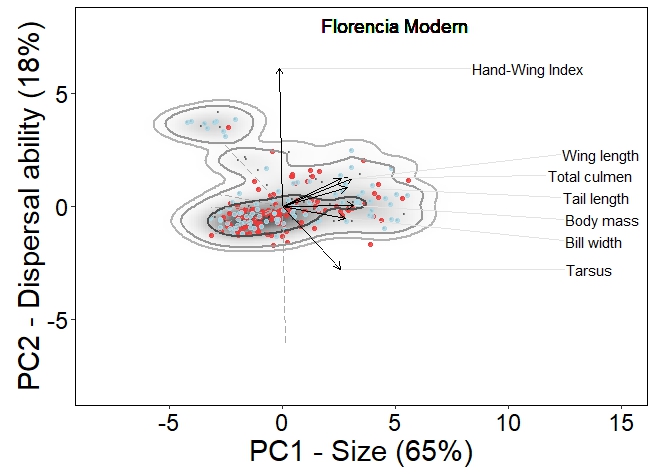 Florencia Modern
Hand-Wing Index
Wing length
Total culmen
Tail length
Body mass
Bill width
Tarsus
5
0
-5
-5
0
5
10
15
PC1 - Size (65%)
PC2 - Dispersal ability (18%)